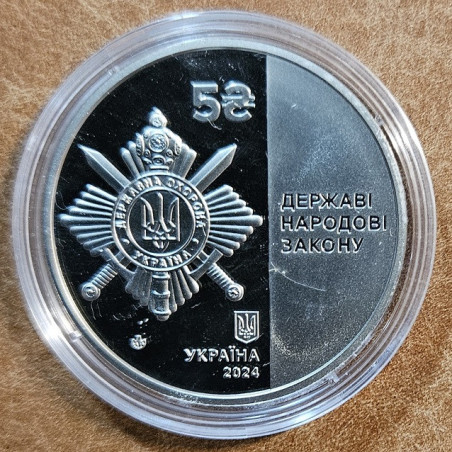 5₴
ДЕРЖАВНА ОХОРОНА
УКРАЇНА
ДЕРЖАВІ
НАРОДОВІ
ЗАКОНУ
УКРАЇНА
2024